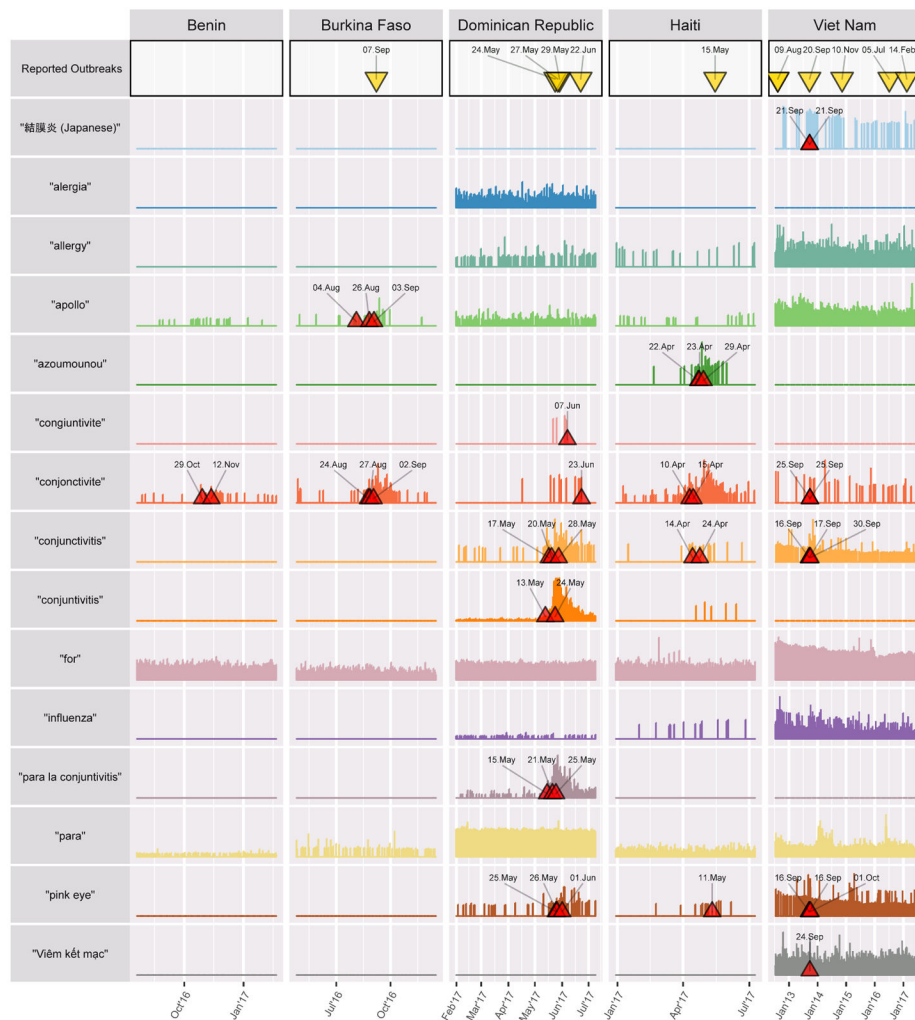 Benin Burkina Faso Dominican Republic Haiti Viet Nam
Reported Outbreaks
07.Sep
24.May 27.May 29.May 22.Jun
15.May
09.Aug 20.Sep 10.Nov 05.Jul 14.Feb
"結膜炎 (Japanese)"
21.Sep 21.Sep
"alergia"
"allergy"
"apollo"
04.Aug 26.Aug 03.Sep
"azoumounou"
22.Apr 23.Apr 29.Apr
"congiuntivite"
07.Jun
"conjonctivite"
29.Oct 12.Nov
24.Aug 27.Aug 02.Sep
23.Jun
10.Apr 15.Apr
25.Sep 25.Sep
"conjunctivitis"
17.May 20.May 28.May
14.Apr 24.Apr
16.Sep 17.Sep 30.Sep
"conjuntivitis"
13.May 24.May
"for"
"influenza"
"para la conjuntivitis"
15.May 21.May 25.May
"para"
"pink eye"
25.May 26.May 01.Jun
11.May
16.Sep 16.Sep 01.Oct
"Viêm kết mạc"
24.Sep
Oct'16 Jan'17
Jul'16 Oct'16
Feb'17 Mar'17 Apr'17 May'17 Jun'17 Jul'17
Jan'17 Apr'17 Jul'17
Jan'13 Jan'14 Jan'15 Jan'16 Jan'17